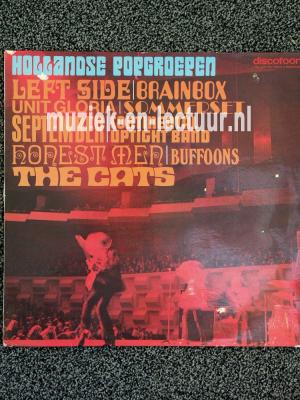 HOLLANDSE POPGROEPEN
discofoon
LEFT SIDE|BRAINBOX
UNIT GLORIA|SOMMERSET
muziek-en-lectuur.nl
SEPTEMBER|UPTIGHT BAND
HONEST MEN|BUFFOONS
THE CATS